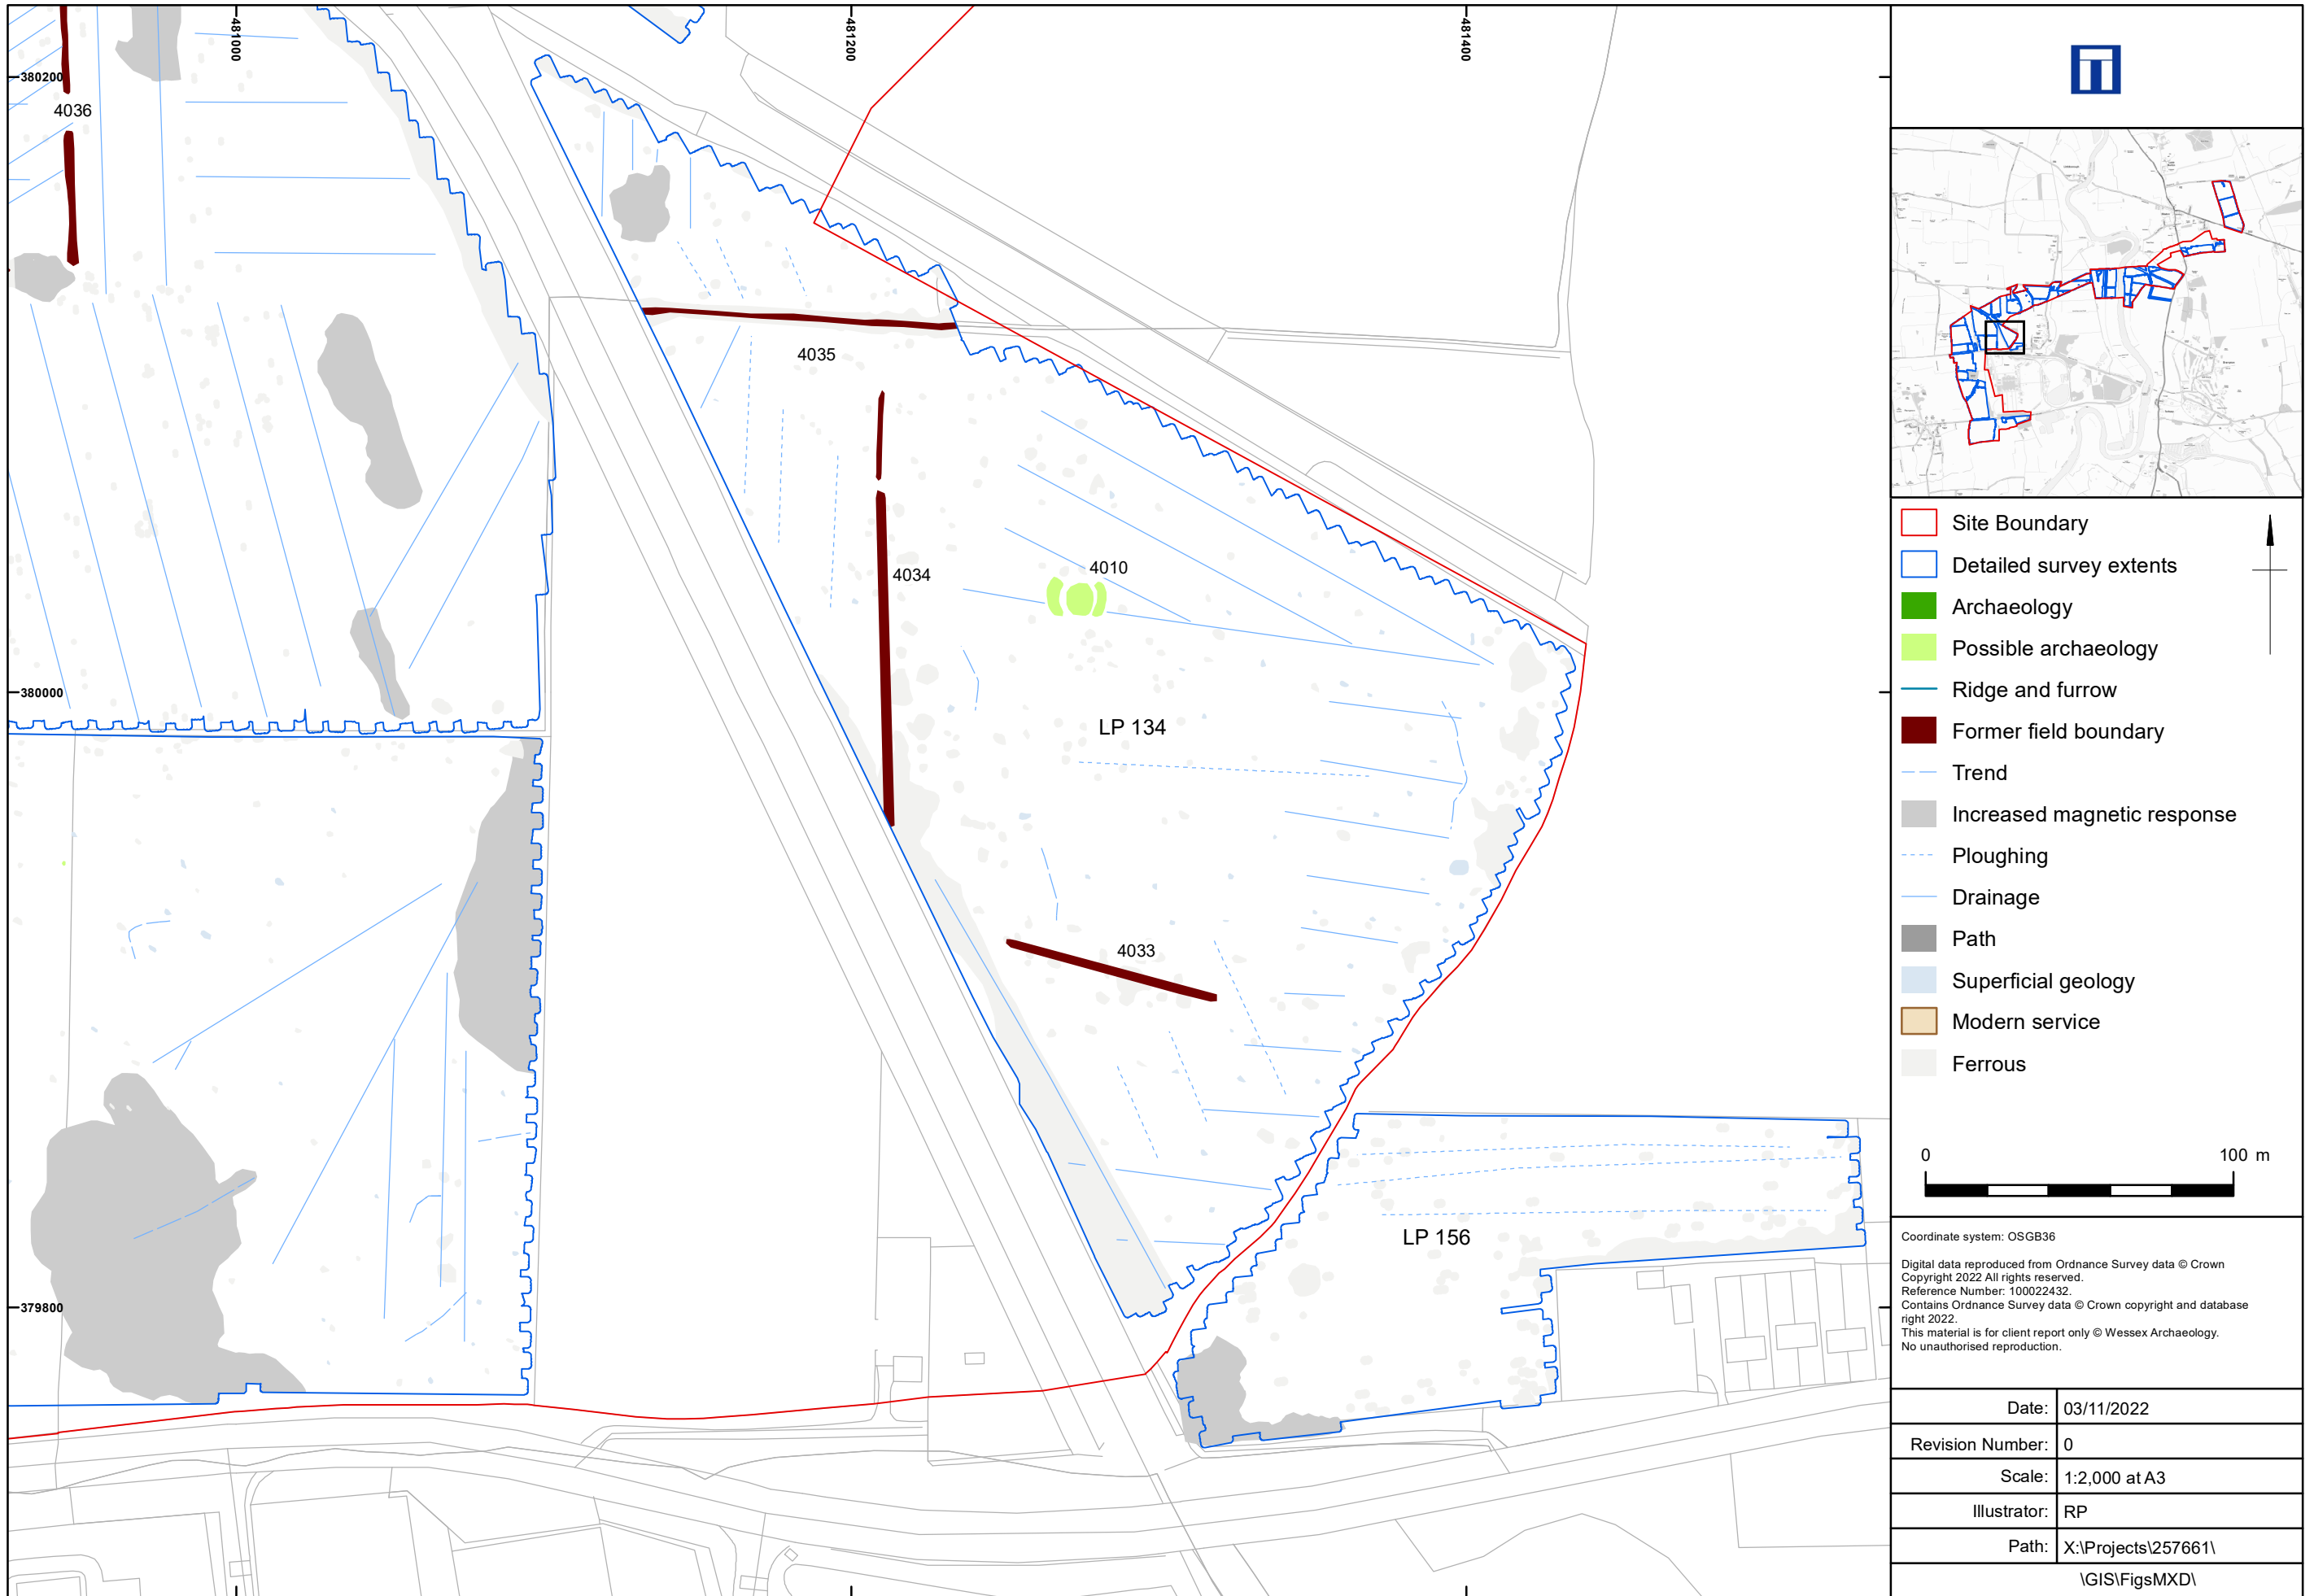 481000
481200
481400
380200
4036
4035
4034
4010
380000
LP 134
4033
LP 156
379800
Site Boundary
Detailed survey extents
Archaeology
Possible archaeology
Ridge and furrow
Former field boundary
Trend
Increased magnetic response
Ploughing
Drainage
Path
Superficial geology
Modern service
Ferrous
0 100 m
Coordinate system: OSGB36
Digital data reproduced from Ordnance Survey data © Crown
Copyright 2022 All rights reserved.
Reference Number: 100022432.
Contains Ordnance Survey data © Crown copyright and database
right 2022.
This material is for client report only © Wessex Archaeology.
No unauthorised reproduction.
Date: 03/11/2022
Revision Number: 0
Scale: 1:2,000 at A3
Illustrator: RP
Path: X:\Projects\257661\
\GIS\FigsMXD\